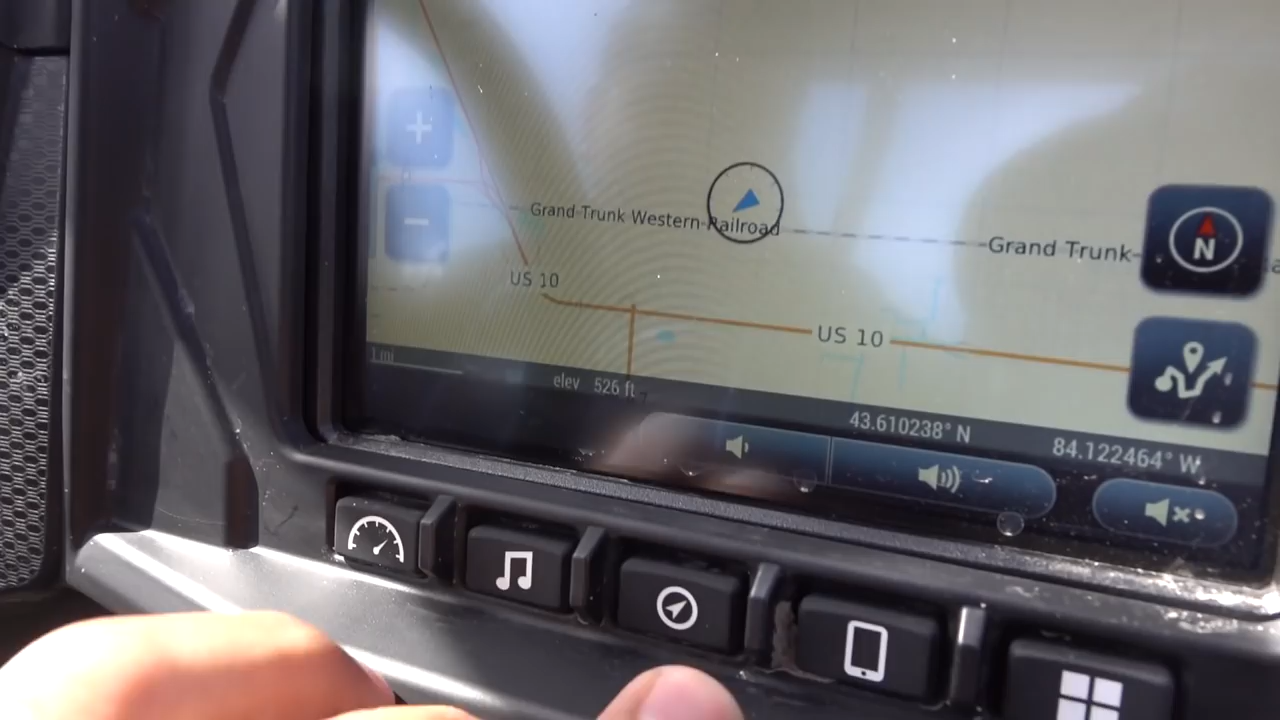 Grand Trunk Western Railroad
Grand Trunk
N
US 10
US 10
1 mi
elev 526 ft
43.610238° N
84.122464° W